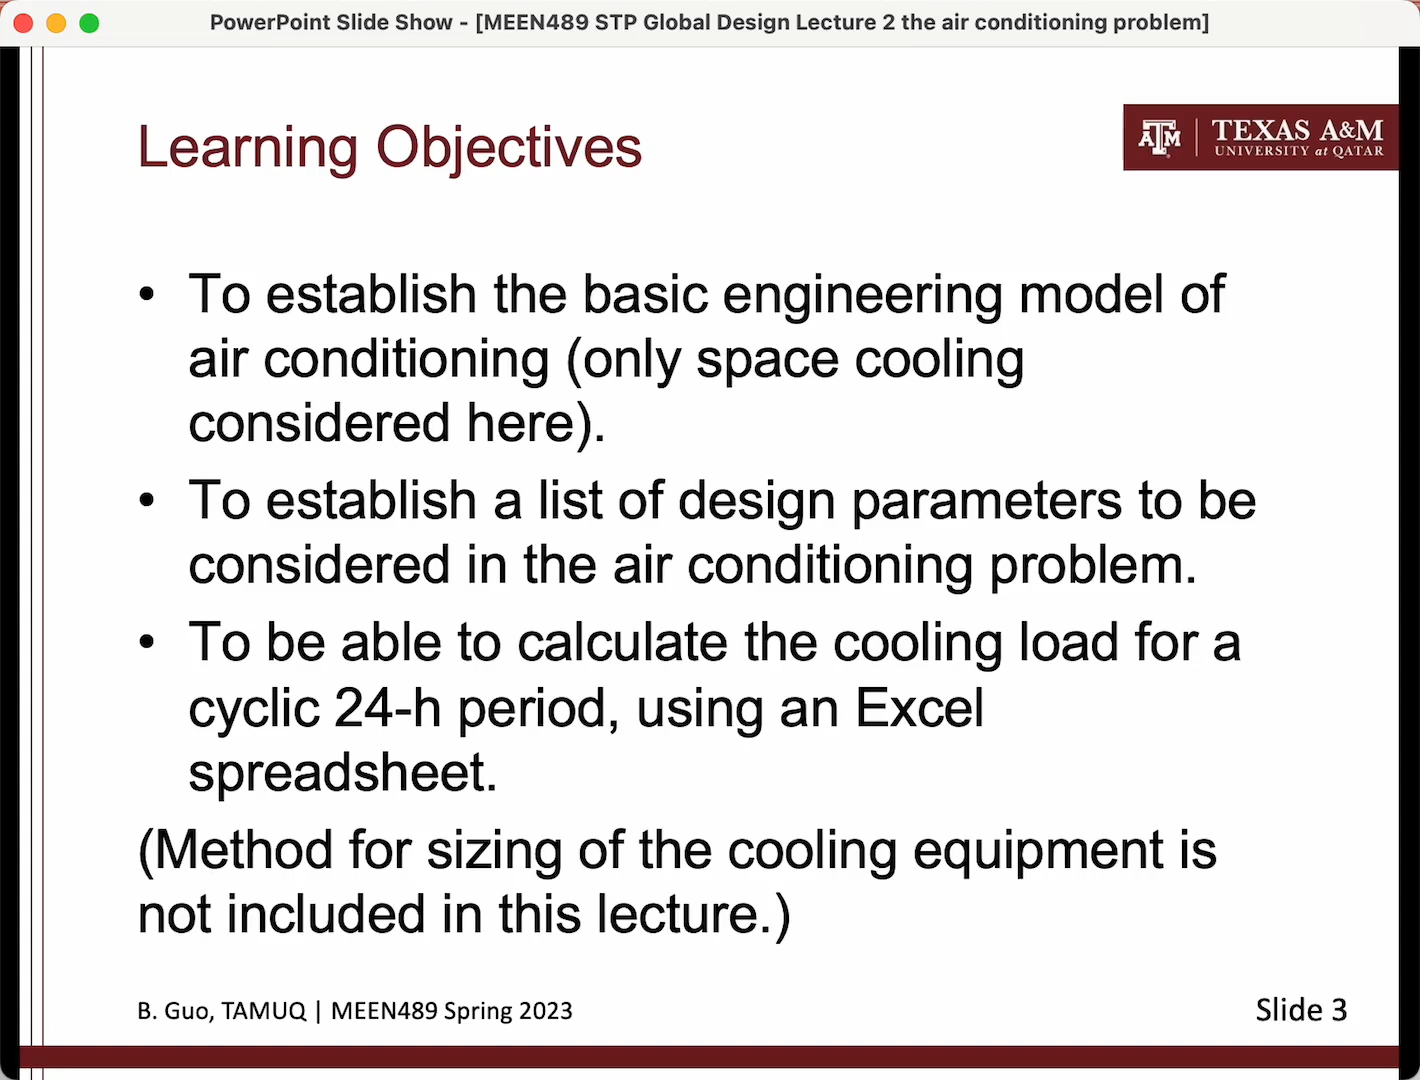 PowerPoint Slide Show - [MEEN489 STP Global Design Lecture 2 the air conditioning problem]
Learning Objectives
ATM
TEXAS A&M
UNIVERSITY at QATAR
• To establish the basic engineering model of
air conditioning (only space cooling
considered here).
• To establish a list of design parameters to be
considered in the air conditioning problem.
• To be able to calculate the cooling load for a
cyclic 24-h period, using an Excel
spreadsheet.
(Method for sizing of the cooling equipment is
not included in this lecture.)
B. Guo, TAMUQ | MEEN489 Spring 2023
Slide 3